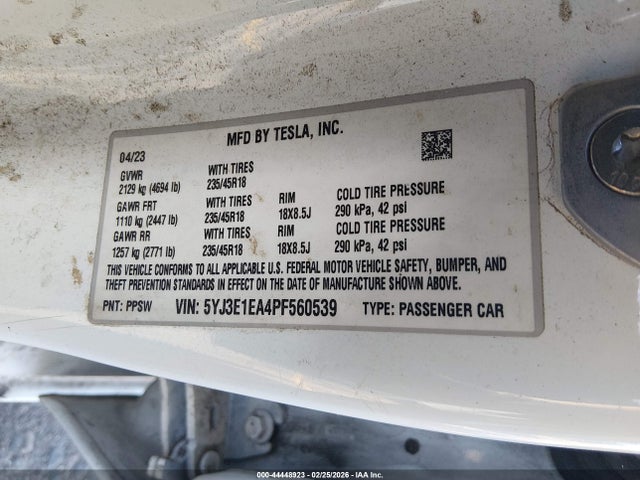 MFD BY TESLA, INC.
04/23
GVWR WITH TIRES
2129 kg (4694 lb) 235/45R18
GAWR FRT WITH TIRES RIM COLD TIRE PRESSURE
1110 kg (2447 lb) 235/45R18 18X8.5J 290 kPa, 42 psi
GAWR RR WITH TIRES RIM COLD TIRE PRESSURE
1257 kg (2771 lb) 235/45R18 18X8.5J 290 kPa, 42 psi
THIS VEHICLE CONFORMS TO ALL APPLICABLE U.S. FEDERAL MOTOR VEHICLE SAFETY, BUMPER, AND
THEFT PREVENTION STANDARDS IN EFFECT ON THE DATE OF MANUFACTURE SHOWN ABOVE.
PNT: PPSW VIN: 5YJ3E1EA4PF560539 TYPE: PASSENGER CAR
000-44448923 - 02/25/2026 - IAA Inc.